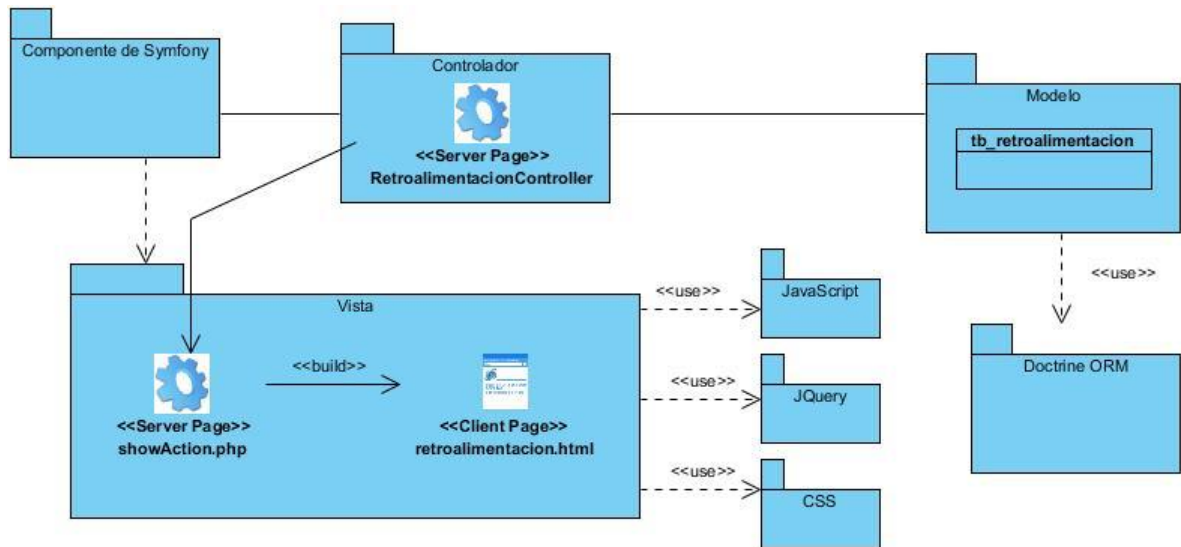 Componente de Symfony
Controlador
<<Server Page>>
RetroalimentacionController
Modelo
tb_retroalimentacion
<<use>>
Doctrine ORM
Vista
<<Server Page>>
showAction.php
<<build>>
<<Client Page>>
retroalimentacion.html
<<use>>
JavaScript
<<use>>
JQuery
<<use>>
CSS